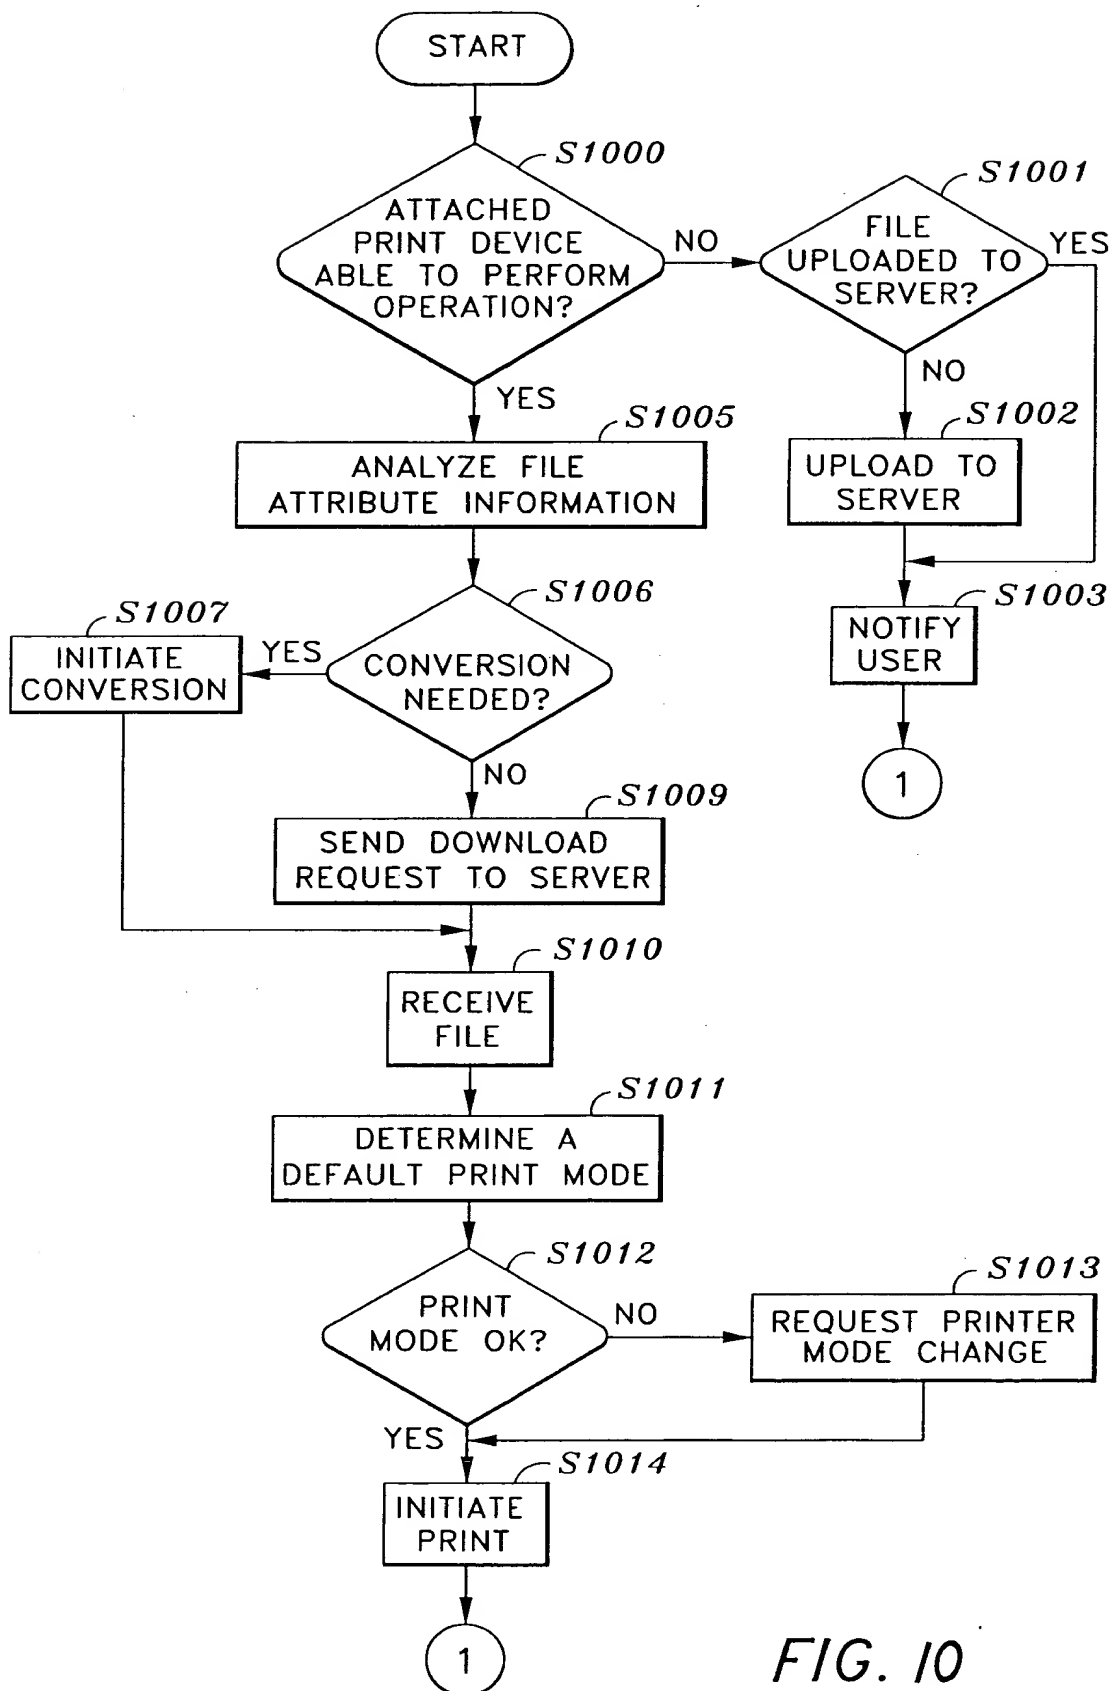 START
S1000
ATTACHED
PRINT DEVICE
ABLE TO PERFORM
OPERATION?
NO
S1001
FILE
UPLOADED TO
SERVER?
YES
NO
S1002
UPLOAD TO
SERVER
S1003
NOTIFY
USER
1
YES
S1005
ANALYZE FILE
ATTRIBUTE INFORMATION
S1006
CONVERSION
NEEDED?
YES
S1007
INITIATE
CONVERSION
NO
S1009
SEND DOWNLOAD
REQUEST TO SERVER
S1010
RECEIVE
FILE
S1011
DETERMINE A
DEFAULT PRINT MODE
S1012
PRINT
MODE OK?
NO
S1013
REQUEST PRINTER
MODE CHANGE
YES
S1014
INITIATE
PRINT
1
FIG. 10